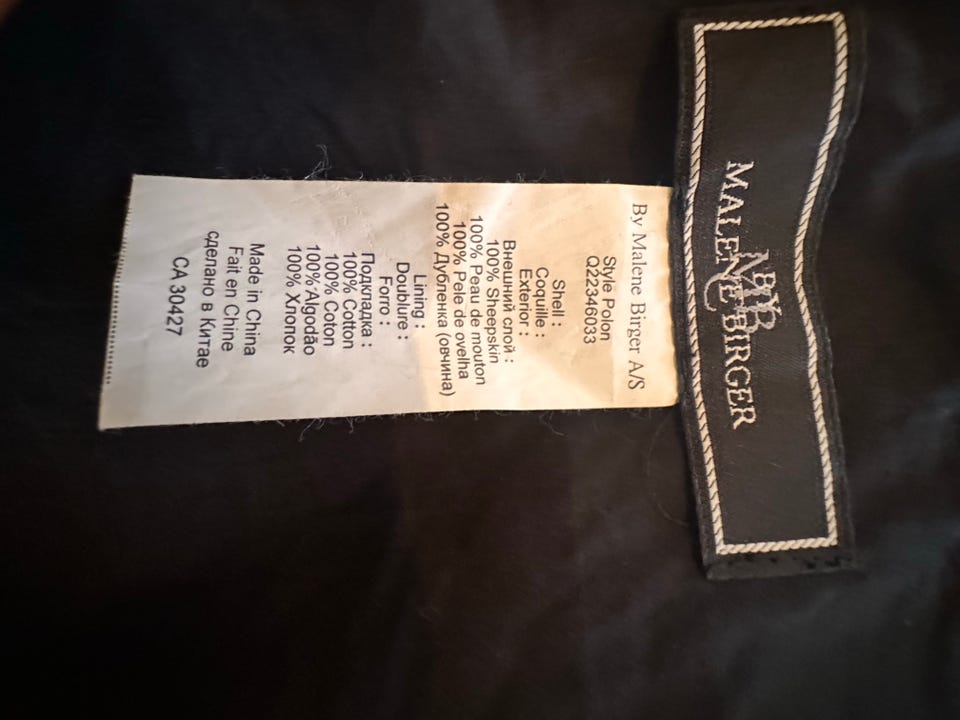 BY
MALENE BIRGER
By Malene Birger A/S
Style Polon
Q22346033
Shell :
Coquille :
Exterior :
Внешний слой :
100% Sheepskin
100% Peau de mouton
100% Pele de ovelha
100% Дубленка (овчина)
Lining :
Doublure :
Forro :
Подкладка :
100% Cotton
100% Coton
100% Algodão
100% Хлопок
Made in China
Fait en Chine
сделано в Китае
CA 30427